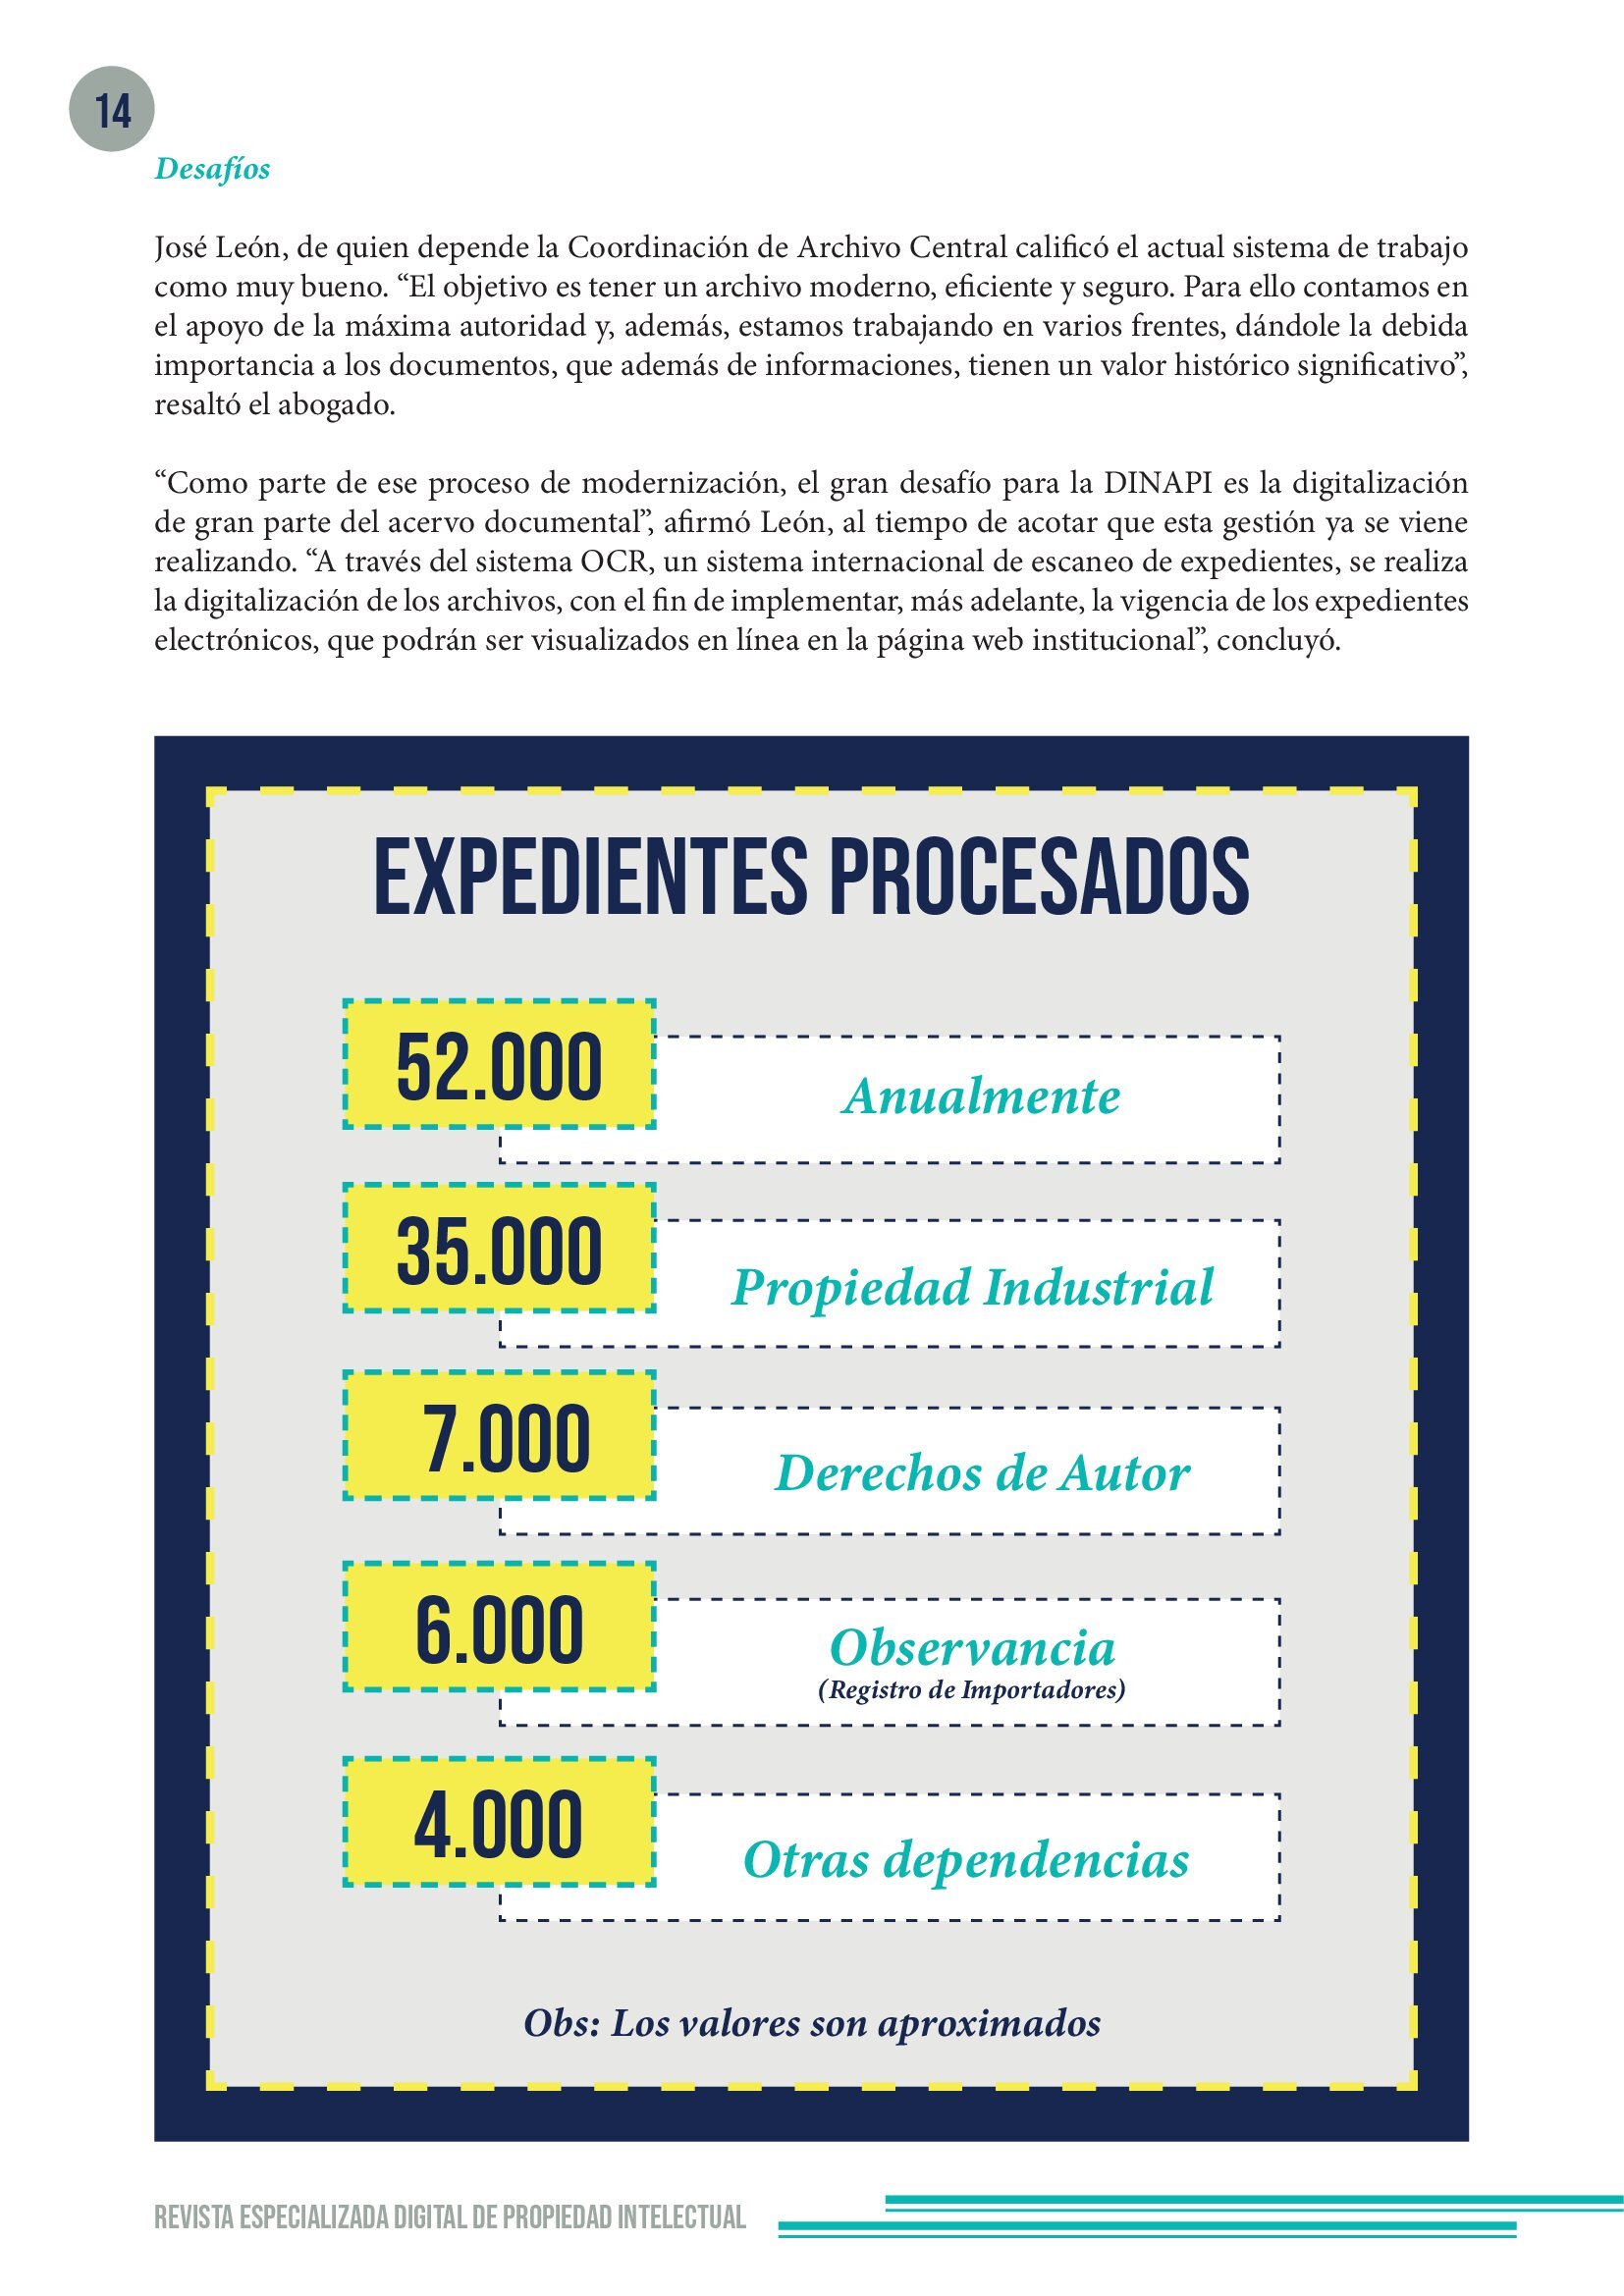 14
Desafíos
José León, de quien depende la Coordinación de Archivo Central calificó el actual sistema de trabajo
como muy bueno. “El objetivo es tener un archivo moderno, eficiente y seguro. Para ello contamos en
el apoyo de la máxima autoridad y, además, estamos trabajando en varios frentes, dándole la debida
importancia a los documentos, que además de informaciones, tienen un valor histórico significativo”,
resaltó el abogado.
“Como parte de ese proceso de modernización, el gran desafío para la DINAPI es la digitalización
de gran parte del acervo documental”, afirmó León, al tiempo de acotar que esta gestión ya se viene
realizando. “A través del sistema OCR, un sistema internacional de escaneo de expedientes, se realiza
la digitalización de los archivos, con el fin de implementar, más adelante, la vigencia de los expedientes
electrónicos, que podrán ser visualizados en línea en la página web institucional”, concluyó.
EXPEDIENTES PROCESADOS
52.000
Anualmente
35.000
Propiedad Industrial
7.000
Derechos de Autor
6.000
Observancia
(Registro de Importadores)
4.000
Otras dependencias
Obs: Los valores son aproximados
REVISTA ESPECIALIZADA DIGITAL DE PROPIEDAD INTELECTUAL